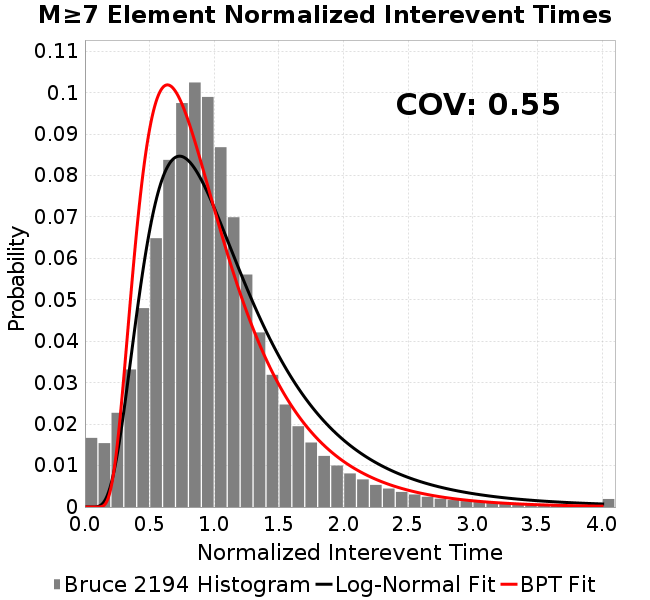 M≥7 Element Normalized Interevent Times
0.11
0.1
0.09
0.08
0.07
0.06
0.05
0.04
0.03
0.02
0.01
0
Probability
COV: 0.55
0.0 0.5 1.0 1.5 2.0 2.5 3.0 3.5 4.0
Normalized Interevent Time
Bruce 2194 Histogram Log-Normal Fit BPT Fit